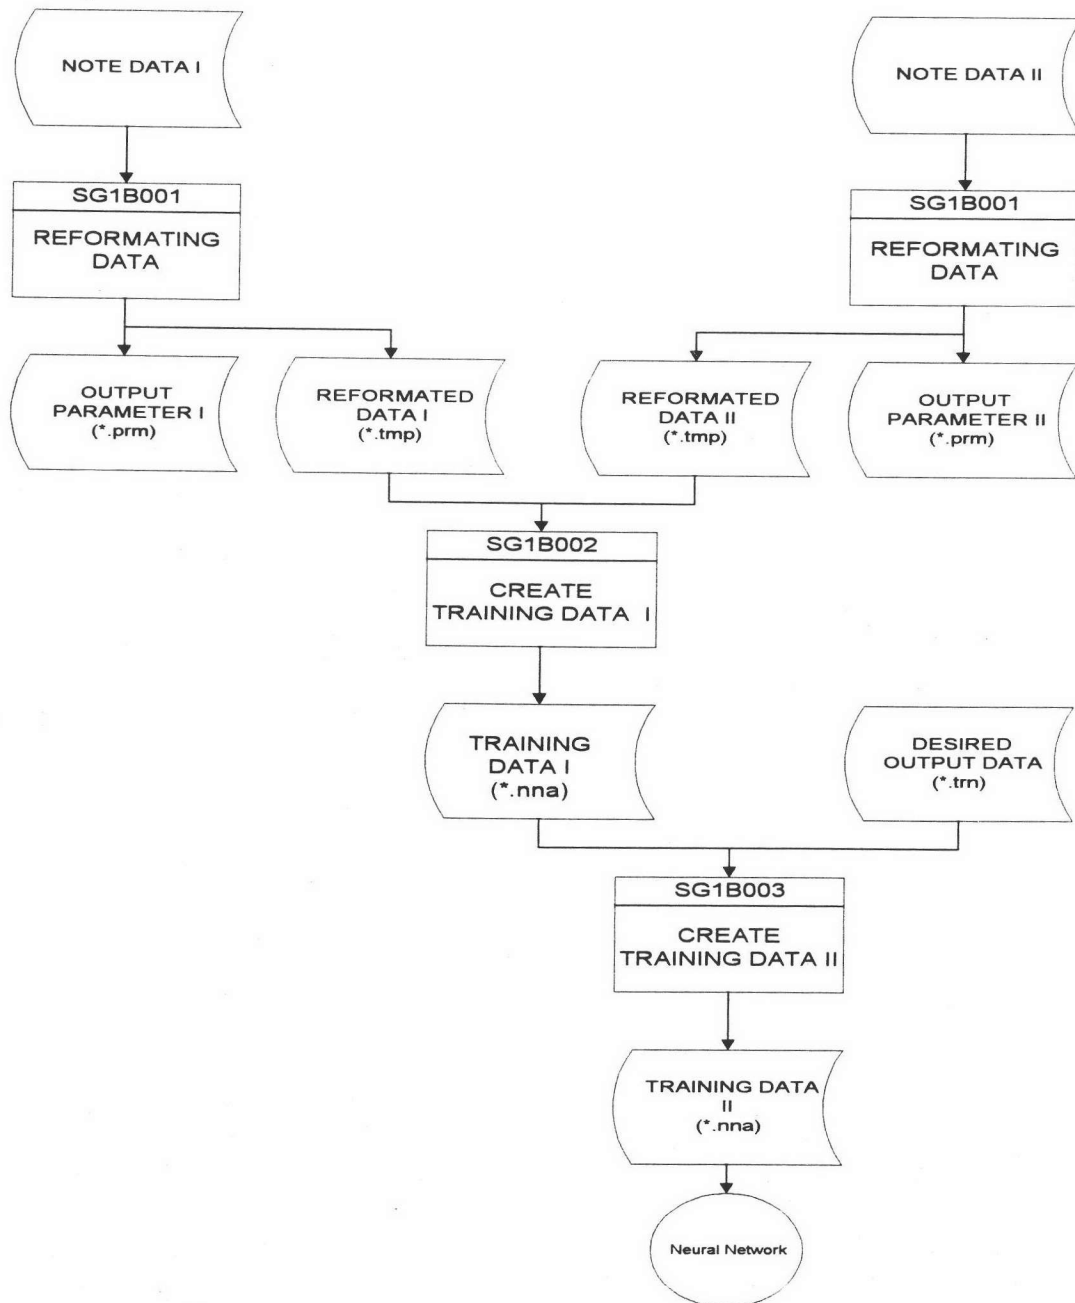 NOTE DATA I
NOTE DATA II
SG1B001
REFORMATING
DATA
SG1B001
REFORMATING
DATA
OUTPUT
PARAMETER I
(*.prm)
REFORMATED
DATA I
(*.tmp)
REFORMATED
DATA II
(*.tmp)
OUTPUT
PARAMETER II
(*.prm)
SG1B002
CREATE
TRAINING DATA I
TRAINING
DATA I
(*.nna)
DESIRED
OUTPUT DATA
(*.trn)
SG1B003
CREATE
TRAINING DATA II
TRAINING DATA
II
(*.nna)
Neural Network